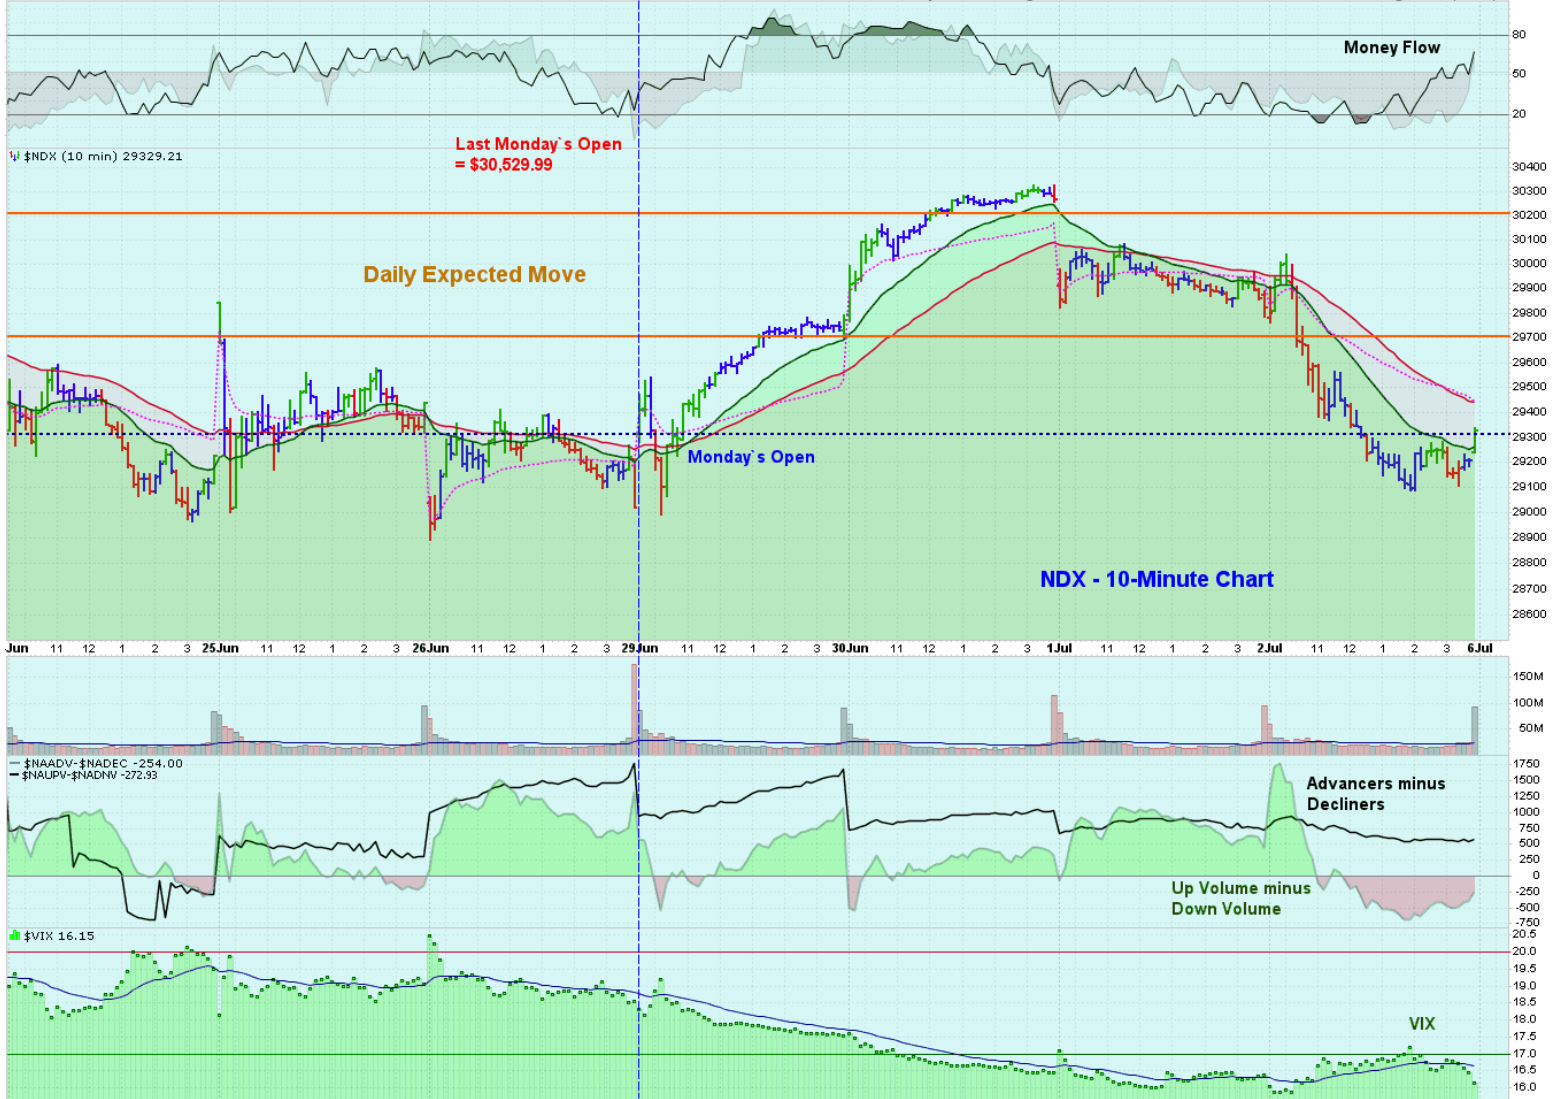 80
Money Flow
50
20
Last Monday`s Open
= $30,529.99
$NDX (10 min) 29329.21
30400
30300
30200
30100
30000
29900
29800
29700
29600
29500
29400
29300
29200
29100
29000
28900
28800
28700
28600
Daily Expected Move
Monday`s Open
NDX - 10-Minute Chart
Jun 11 12 1 2 3 25Jun 11 12 1 2 3 26Jun 11 12 1 2 3 29Jun 11 12 1 2 3 30Jun 11 12 1 2 3 1Jul 11 12 1 2 3 2Jul 11 12 1 2 3 6Jul
150M
100M
50M
$NAADV-$NADEC -254.00
$NAUPV-$NADNV -272.93
1750
1500
1250
1000
750
500
250
0
-250
-500
-750
Advancers minus
Decliners
Up Volume minus
Down Volume
$VIX 16.15
20.5
20.0
19.5
19.0
18.5
18.0
17.5
17.0
16.5
16.0
VIX